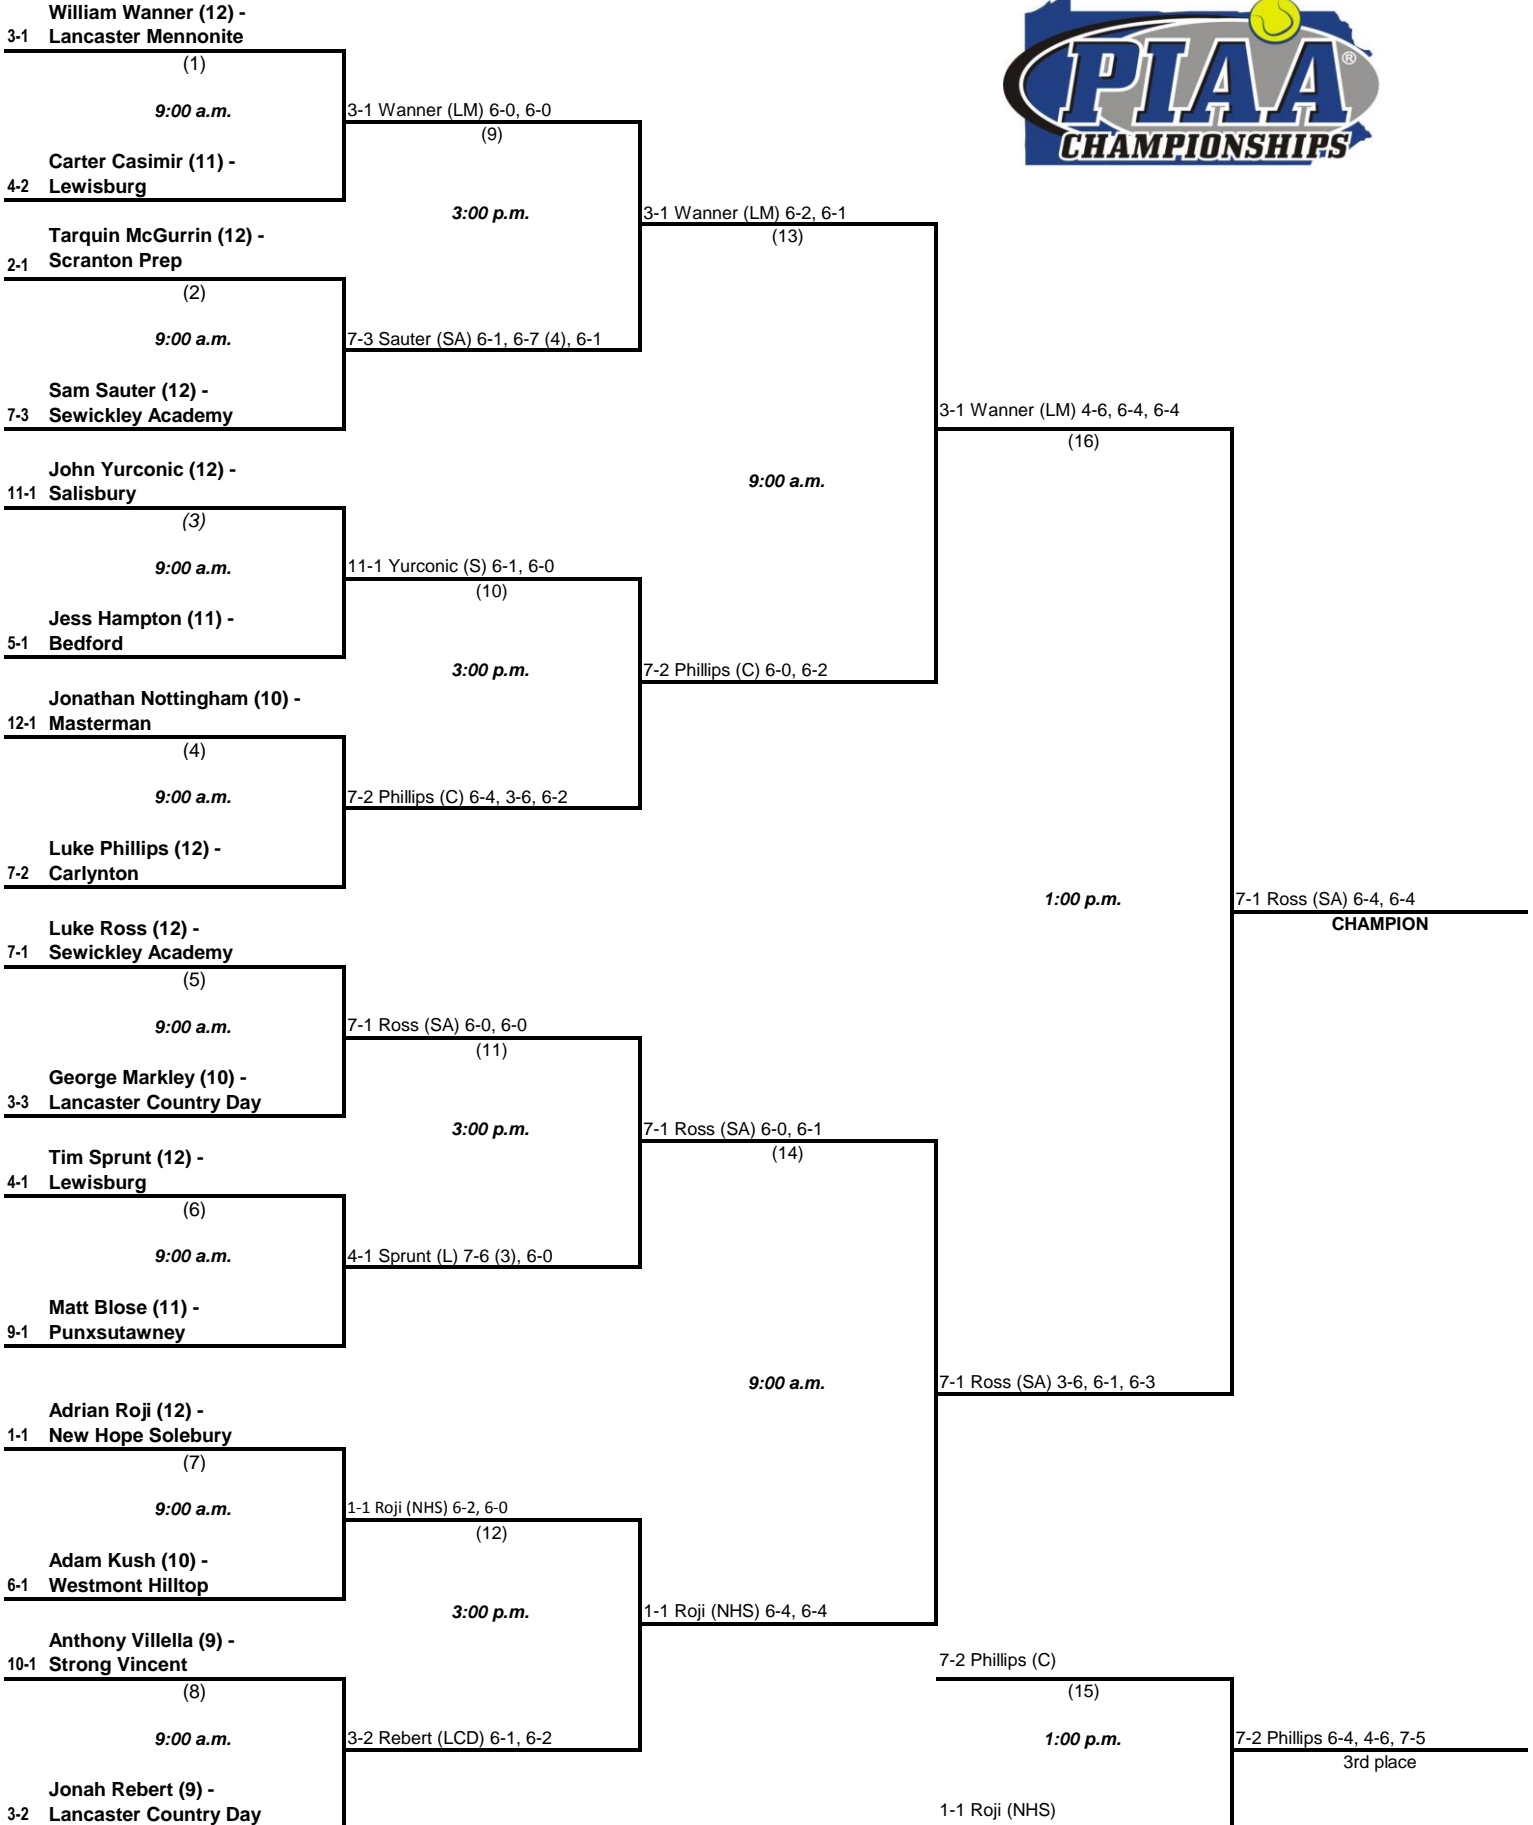 PIAA®
CHAMPIONSHIPS
William Wanner (12) -
3-1 Lancaster Mennonite
(1)
9:00 a.m.
3-1 Wanner (LM) 6-0, 6-0
(9)
Carter Casimir (11) -
4-2 Lewisburg
3:00 p.m.
3-1 Wanner (LM) 6-2, 6-1
(13)
Tarquin McGurrin (12) -
2-1 Scranton Prep
(2)
9:00 a.m.
7-3 Sauter (SA) 6-1, 6-7 (4), 6-1
Sam Sauter (12) -
7-3 Sewickley Academy
3-1 Wanner (LM) 4-6, 6-4, 6-4
(16)
John Yurconic (12) -
11-1 Salisbury
9:00 a.m.
(3)
9:00 a.m.
11-1 Yurconic (S) 6-1, 6-0
(10)
Jess Hampton (11) -
5-1 Bedford
3:00 p.m.
7-2 Phillips (C) 6-0, 6-2
Jonathan Nottingham (10) -
12-1 Masterman
(4)
9:00 a.m.
7-2 Phillips (C) 6-4, 3-6, 6-2
Luke Phillips (12) -
7-2 Carlynton
1:00 p.m.
7-1 Ross (SA) 6-4, 6-4
CHAMPION
Luke Ross (12) -
7-1 Sewickley Academy
(5)
9:00 a.m.
7-1 Ross (SA) 6-0, 6-0
(11)
George Markley (10) -
3-3 Lancaster Country Day
3:00 p.m.
7-1 Ross (SA) 6-0, 6-1
(14)
Tim Sprunt (12) -
4-1 Lewisburg
(6)
9:00 a.m.
4-1 Sprunt (L) 7-6 (3), 6-0
Matt Blose (11) -
9-1 Punxsutawney
9:00 a.m.
7-1 Ross (SA) 3-6, 6-1, 6-3
Adrian Roji (12) -
1-1 New Hope Solebury
(7)
9:00 a.m.
1-1 Roji (NHS) 6-2, 6-0
(12)
Adam Kush (10) -
6-1 Westmont Hilltop
3:00 p.m.
1-1 Roji (NHS) 6-4, 6-4
Anthony Villella (9) -
10-1 Strong Vincent
7-2 Phillips (C)
(8)
(15)
9:00 a.m.
3-2 Rebert (LCD) 6-1, 6-2
1:00 p.m.
7-2 Phillips 6-4, 4-6, 7-5
3rd place
Jonah Rebert (9) -
3-2 Lancaster Country Day
1-1 Roji (NHS)